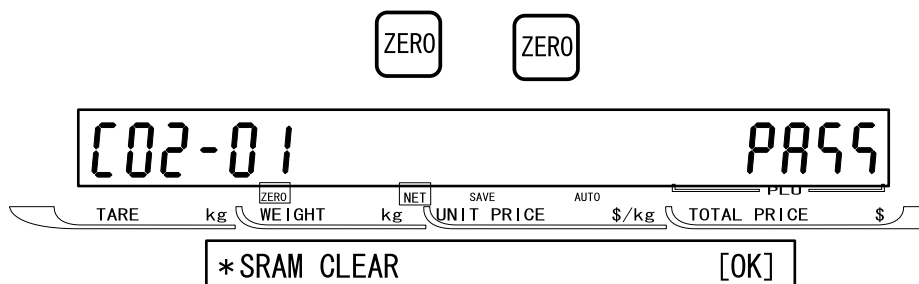 ZERO ZERO
C02-01 PASS
ZERO NET SAVE AUTO PLU
TARE kg WEIGHT kg UNIT PRICE $/kg TOTAL PRICE $
*SRAM CLEAR [OK]